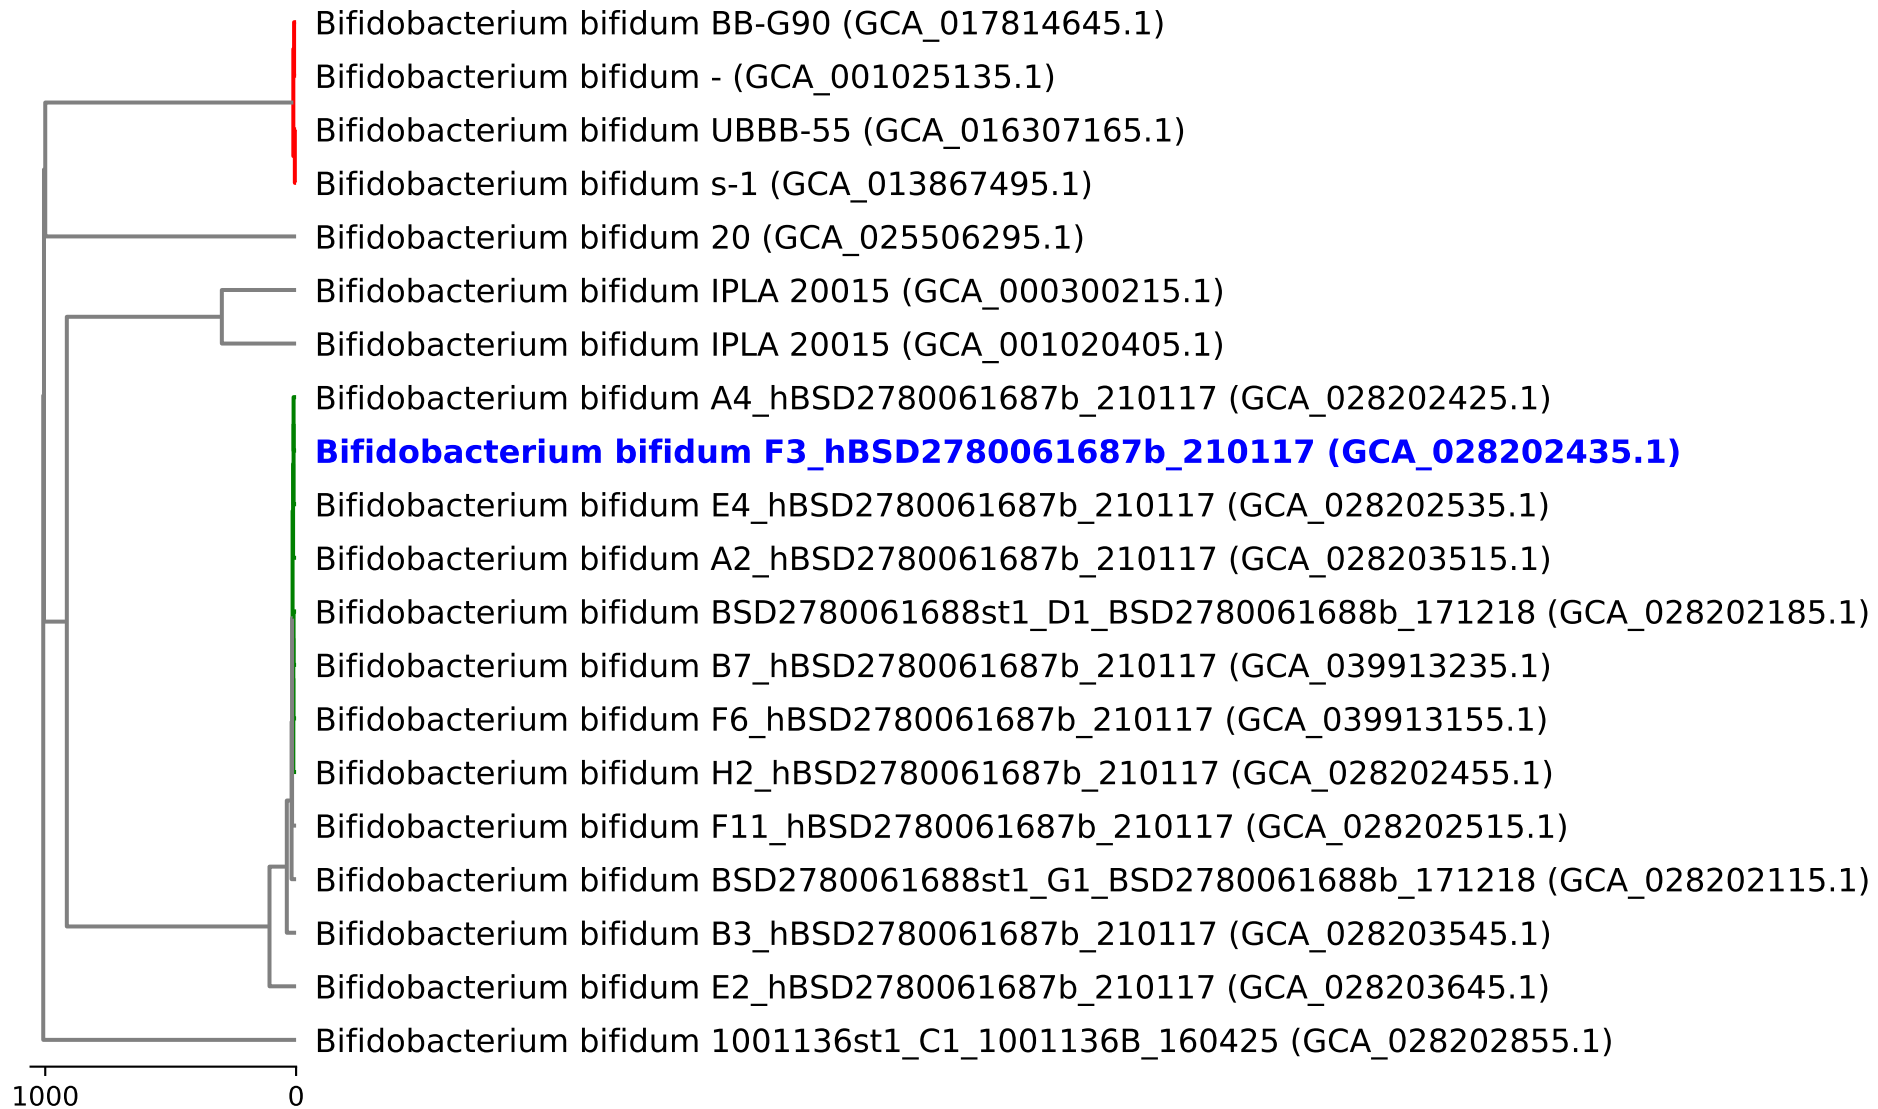 Bifidobacterium bifidum BB-G90 (GCA_017814645.1)
Bifidobacterium bifidum - (GCA_001025135.1)
Bifidobacterium bifidum UBBB-55 (GCA_016307165.1)
Bifidobacterium bifidum s-1 (GCA_013867495.1)
Bifidobacterium bifidum 20 (GCA_025506295.1)
Bifidobacterium bifidum IPLA 20015 (GCA_000300215.1)
Bifidobacterium bifidum IPLA 20015 (GCA_001020405.1)
Bifidobacterium bifidum A4_hBSD2780061687b_210117 (GCA_028202425.1)
Bifidobacterium bifidum F3_hBSD2780061687b_210117 (GCA_028202435.1)
Bifidobacterium bifidum E4_hBSD2780061687b_210117 (GCA_028202535.1)
Bifidobacterium bifidum A2_hBSD2780061687b_210117 (GCA_028203515.1)
Bifidobacterium bifidum BSD2780061688st1_D1_BSD2780061688b_171218 (GCA_028202185.1)
Bifidobacterium bifidum B7_hBSD2780061687b_210117 (GCA_039913235.1)
Bifidobacterium bifidum F6_hBSD2780061687b_210117 (GCA_039913155.1)
Bifidobacterium bifidum H2_hBSD2780061687b_210117 (GCA_028202455.1)
Bifidobacterium bifidum F11_hBSD2780061687b_210117 (GCA_028202515.1)
Bifidobacterium bifidum BSD2780061688st1_G1_BSD2780061688b_171218 (GCA_028202115.1)
Bifidobacterium bifidum B3_hBSD2780061687b_210117 (GCA_028203545.1)
Bifidobacterium bifidum E2_hBSD2780061687b_210117 (GCA_028203645.1)
Bifidobacterium bifidum 1001136st1_C1_1001136B_160425 (GCA_028202855.1)
1000 0